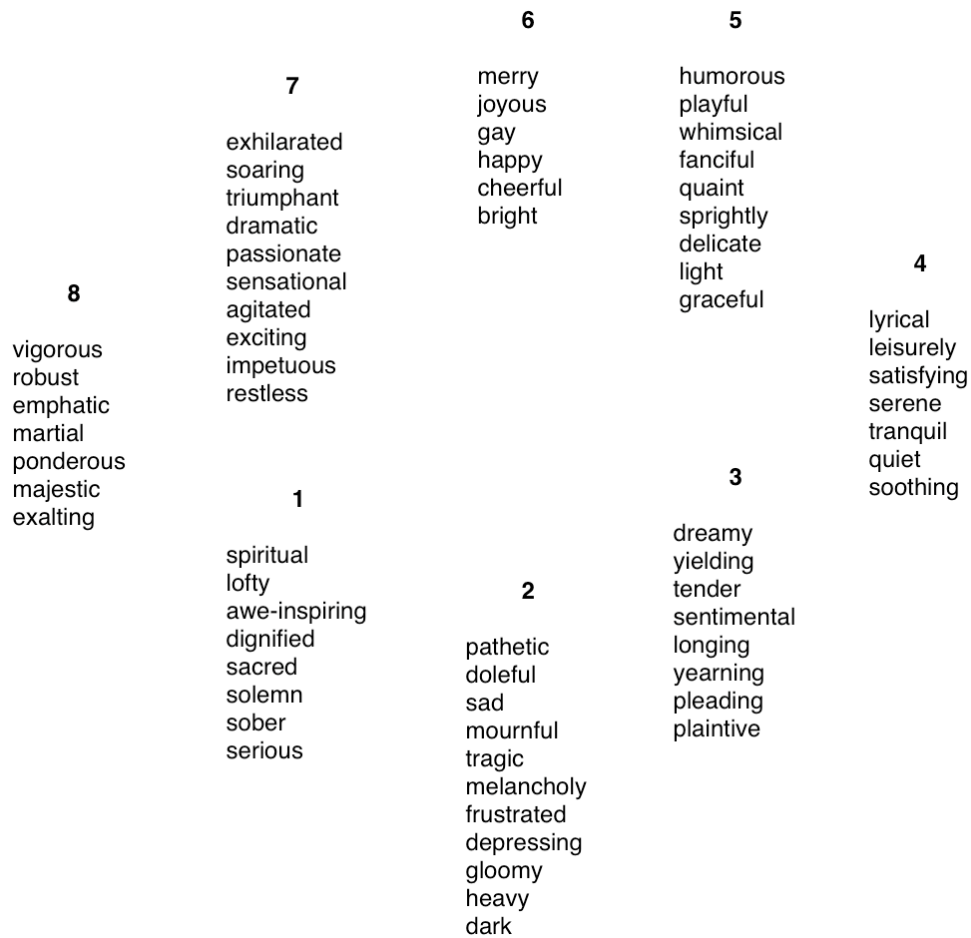 6
merry
joyous
gay
happy
cheerful
bright
5
humorous
playful
whimsical
fanciful
quaint
sprightly
delicate
light
graceful
7
exhilarated
soaring
triumphant
dramatic
passionate
sensational
agitated
exciting
impetuous
restless
4
lyrical
leisurely
satisfying
serene
tranquil
quiet
soothing
8
vigorous
robust
emphatic
martial
ponderous
majestic
exalting
3
dreamy
yielding
tender
sentimental
longing
yearning
pleading
plaintive
1
spiritual
lofty
awe-inspiring
dignified
sacred
solemn
sober
serious
2
pathetic
doleful
sad
mournful
tragic
melancholy
frustrated
depressing
gloomy
heavy
dark